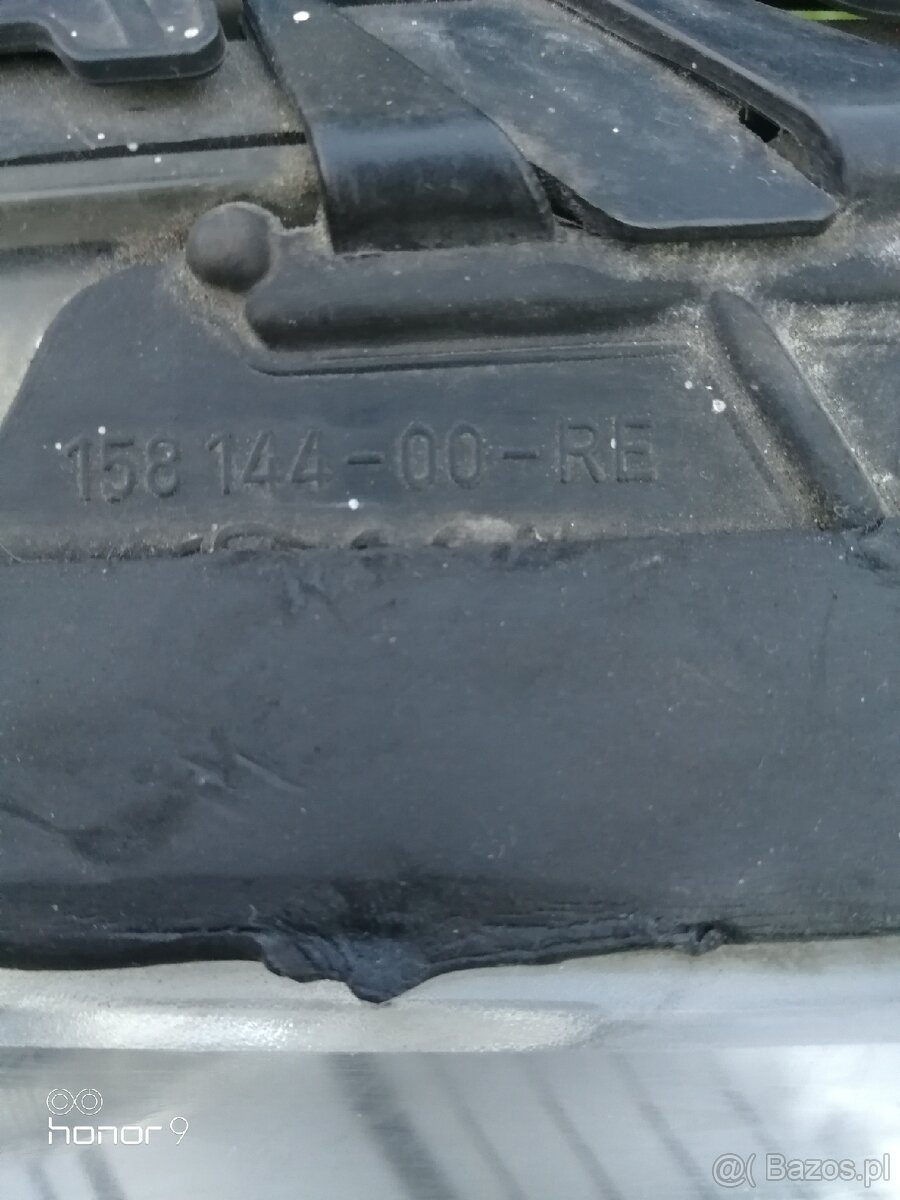 158 144-00-RE
honor 9
@( Bazos.pl